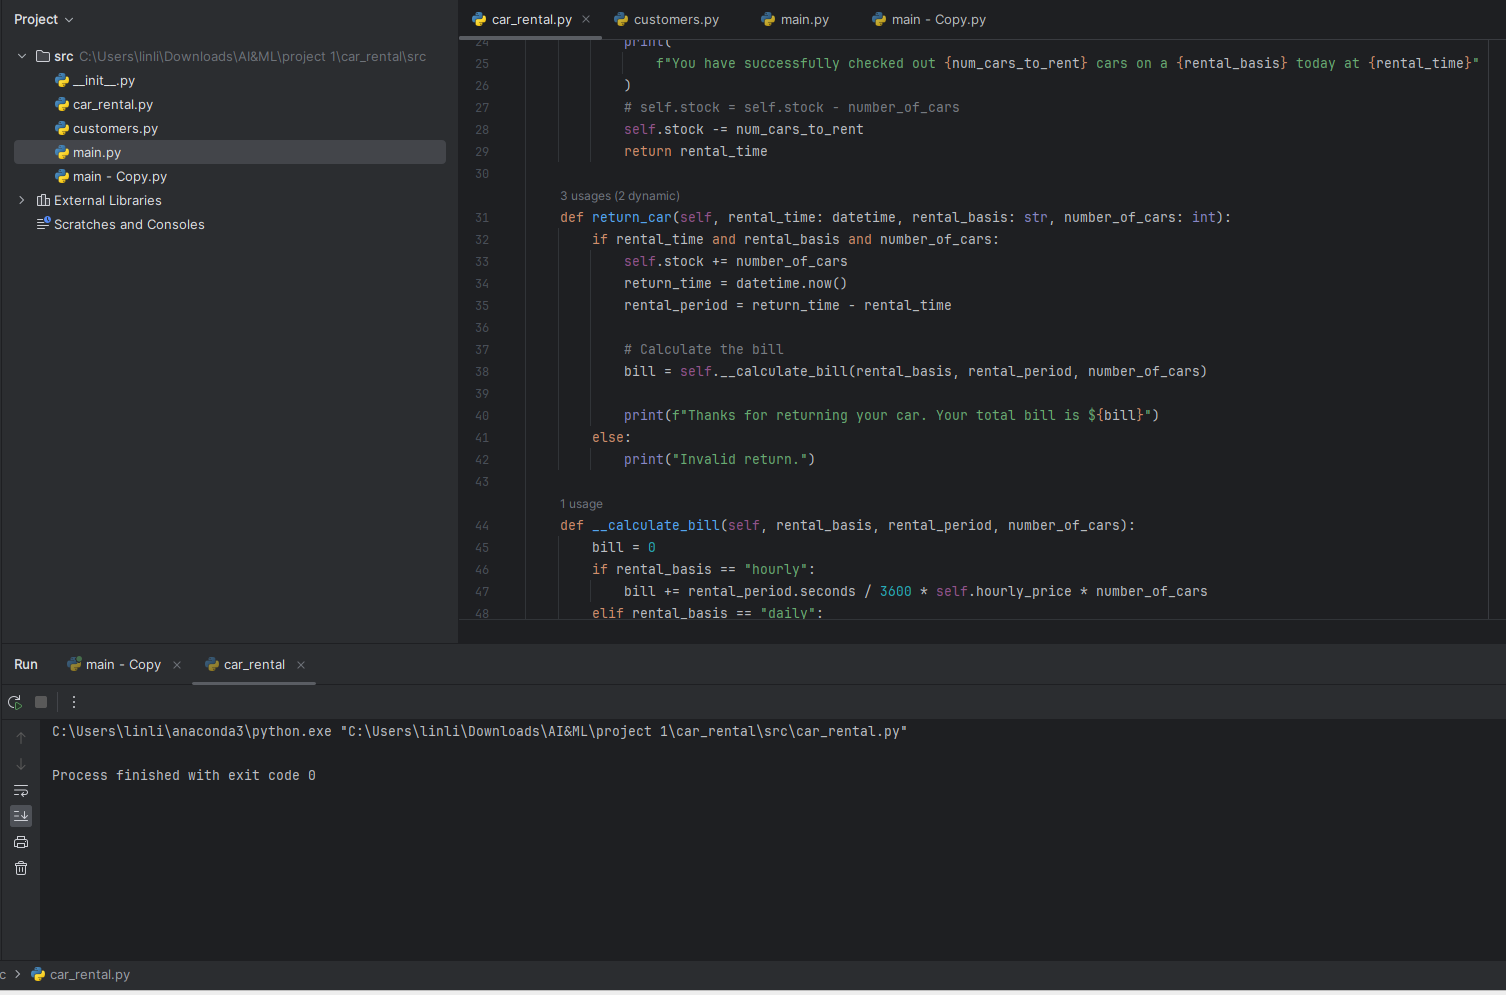 Project
src C:\Users\linli\Downloads\AI&ML\project 1\car_rental\src
__init__.py
car_rental.py
customers.py
main.py
main - Copy.py
External Libraries
Scratches and Consoles
car_rental.py
customers.py
main.py
main - Copy.py
24 print(
25 f"You have successfully checked out {num_cars_to_rent} cars on a {rental_basis} today at {rental_time}"
26 )
27 # self.stock = self.stock - number_of_cars
28 self.stock -= num_cars_to_rent
29 return rental_time
30
3 usages (2 dynamic)
31 def return_car(self, rental_time: datetime, rental_basis: str, number_of_cars: int):
32 if rental_time and rental_basis and number_of_cars:
33 self.stock += number_of_cars
34 return_time = datetime.now()
35 rental_period = return_time - rental_time
36
37 # Calculate the bill
38 bill = self.__calculate_bill(rental_basis, rental_period, number_of_cars)
39
40 print(f"Thanks for returning your car. Your total bill is ${bill}")
41 else:
42 print("Invalid return.")
43
1 usage
44 def __calculate_bill(self, rental_basis, rental_period, number_of_cars):
45 bill = 0
46 if rental_basis == "hourly":
47 bill += rental_period.seconds / 3600 * self.hourly_price * number_of_cars
48 elif rental_basis == "daily":
Run
main - Copy
car_rental
C:\Users\linli\anaconda3\python.exe "C:\Users\linli\Downloads\AI&ML\project 1\car_rental\src\car_rental.py"
Process finished with exit code 0
c > car_rental.py